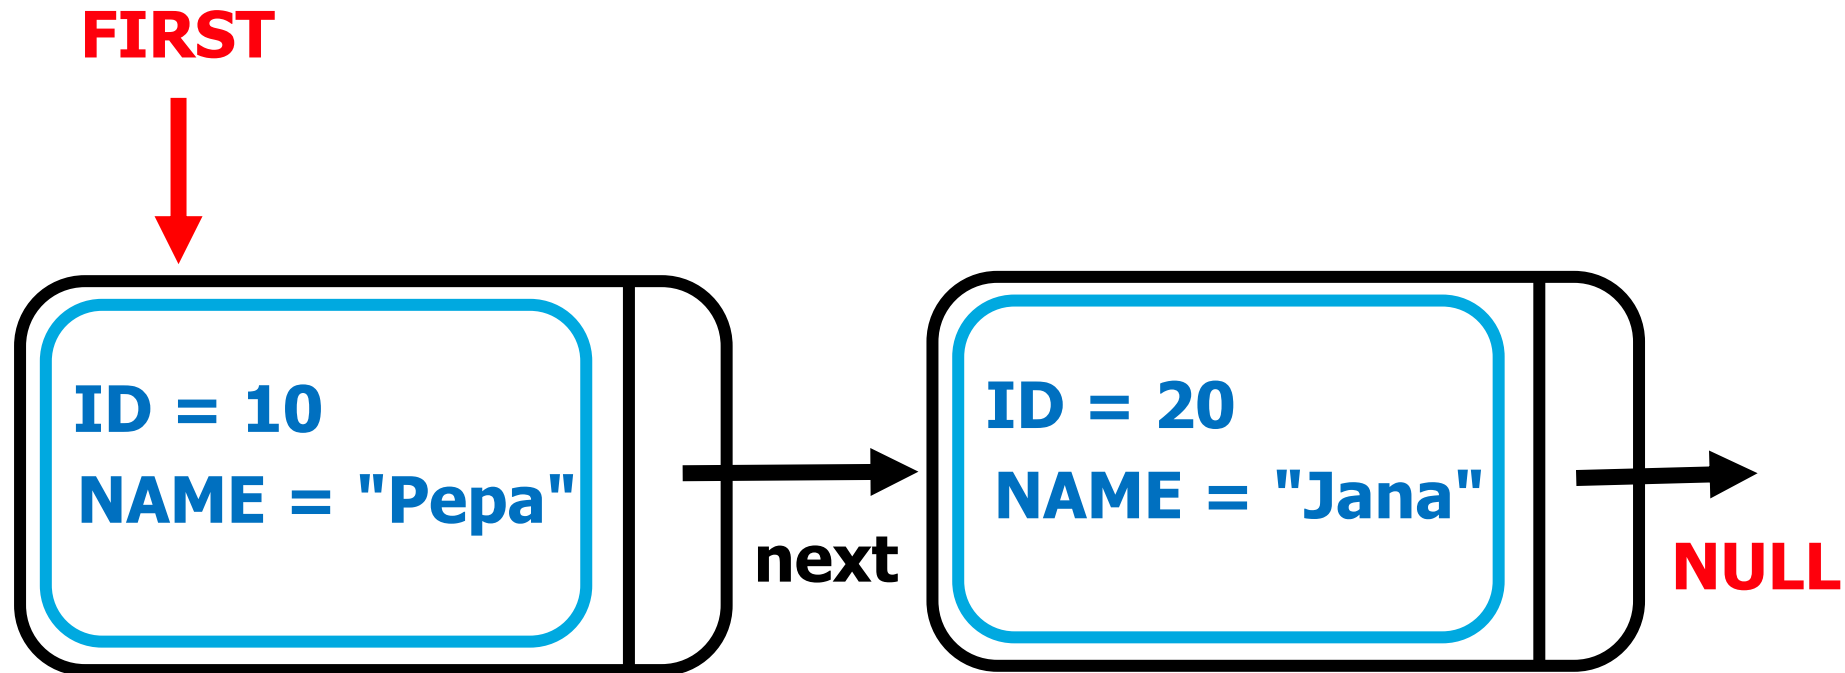 FIRST
ID = 10
NAME = "Pepa"
next
ID = 20
NAME = "Jana"
NULL